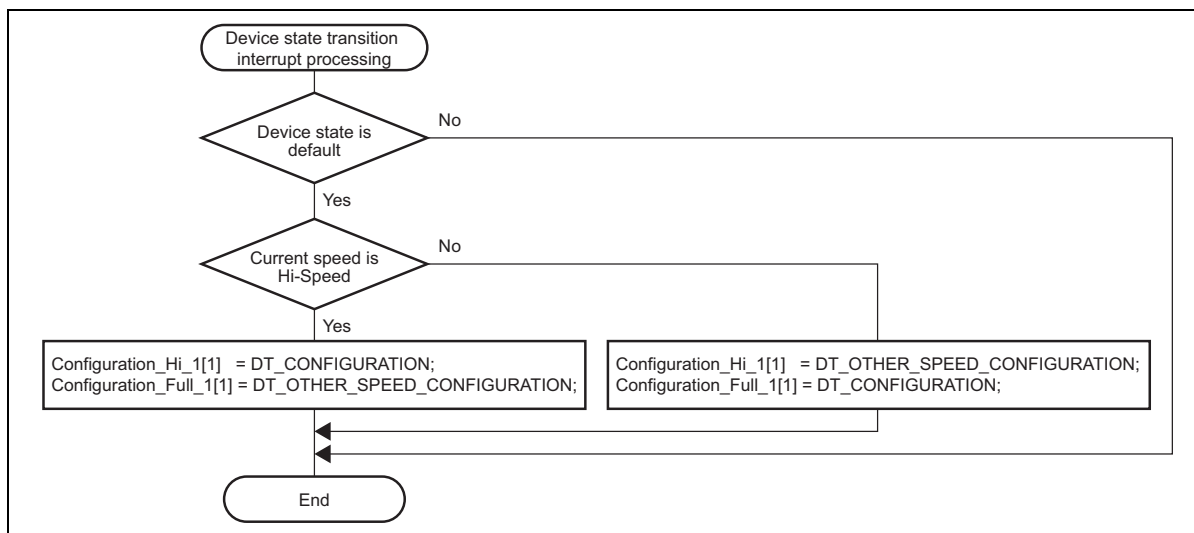 Device state transition
interrupt processing
Device state is
default
No
Yes
Current speed is
Hi-Speed
No
Yes
Configuration_Hi_1[1]   = DT_CONFIGURATION;
Configuration_Full_1[1] = DT_OTHER_SPEED_CONFIGURATION;
Configuration_Hi_1[1]   = DT_OTHER_SPEED_CONFIGURATION;
Configuration_Full_1[1] = DT_CONFIGURATION;
End